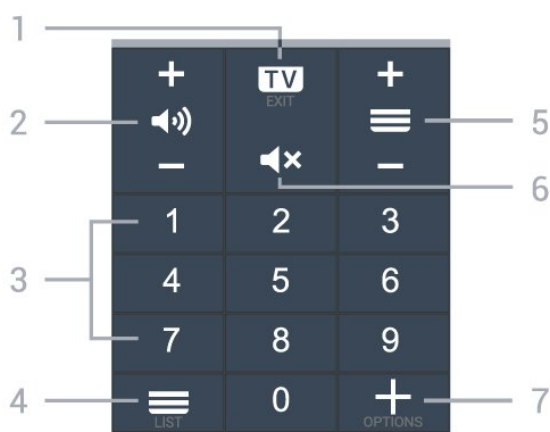 1
+ TV +
EXIT
2 5
− −
6
1 2 3
3 4 5 6
7 8 9
4 0 + 7
LIST OPTIONS